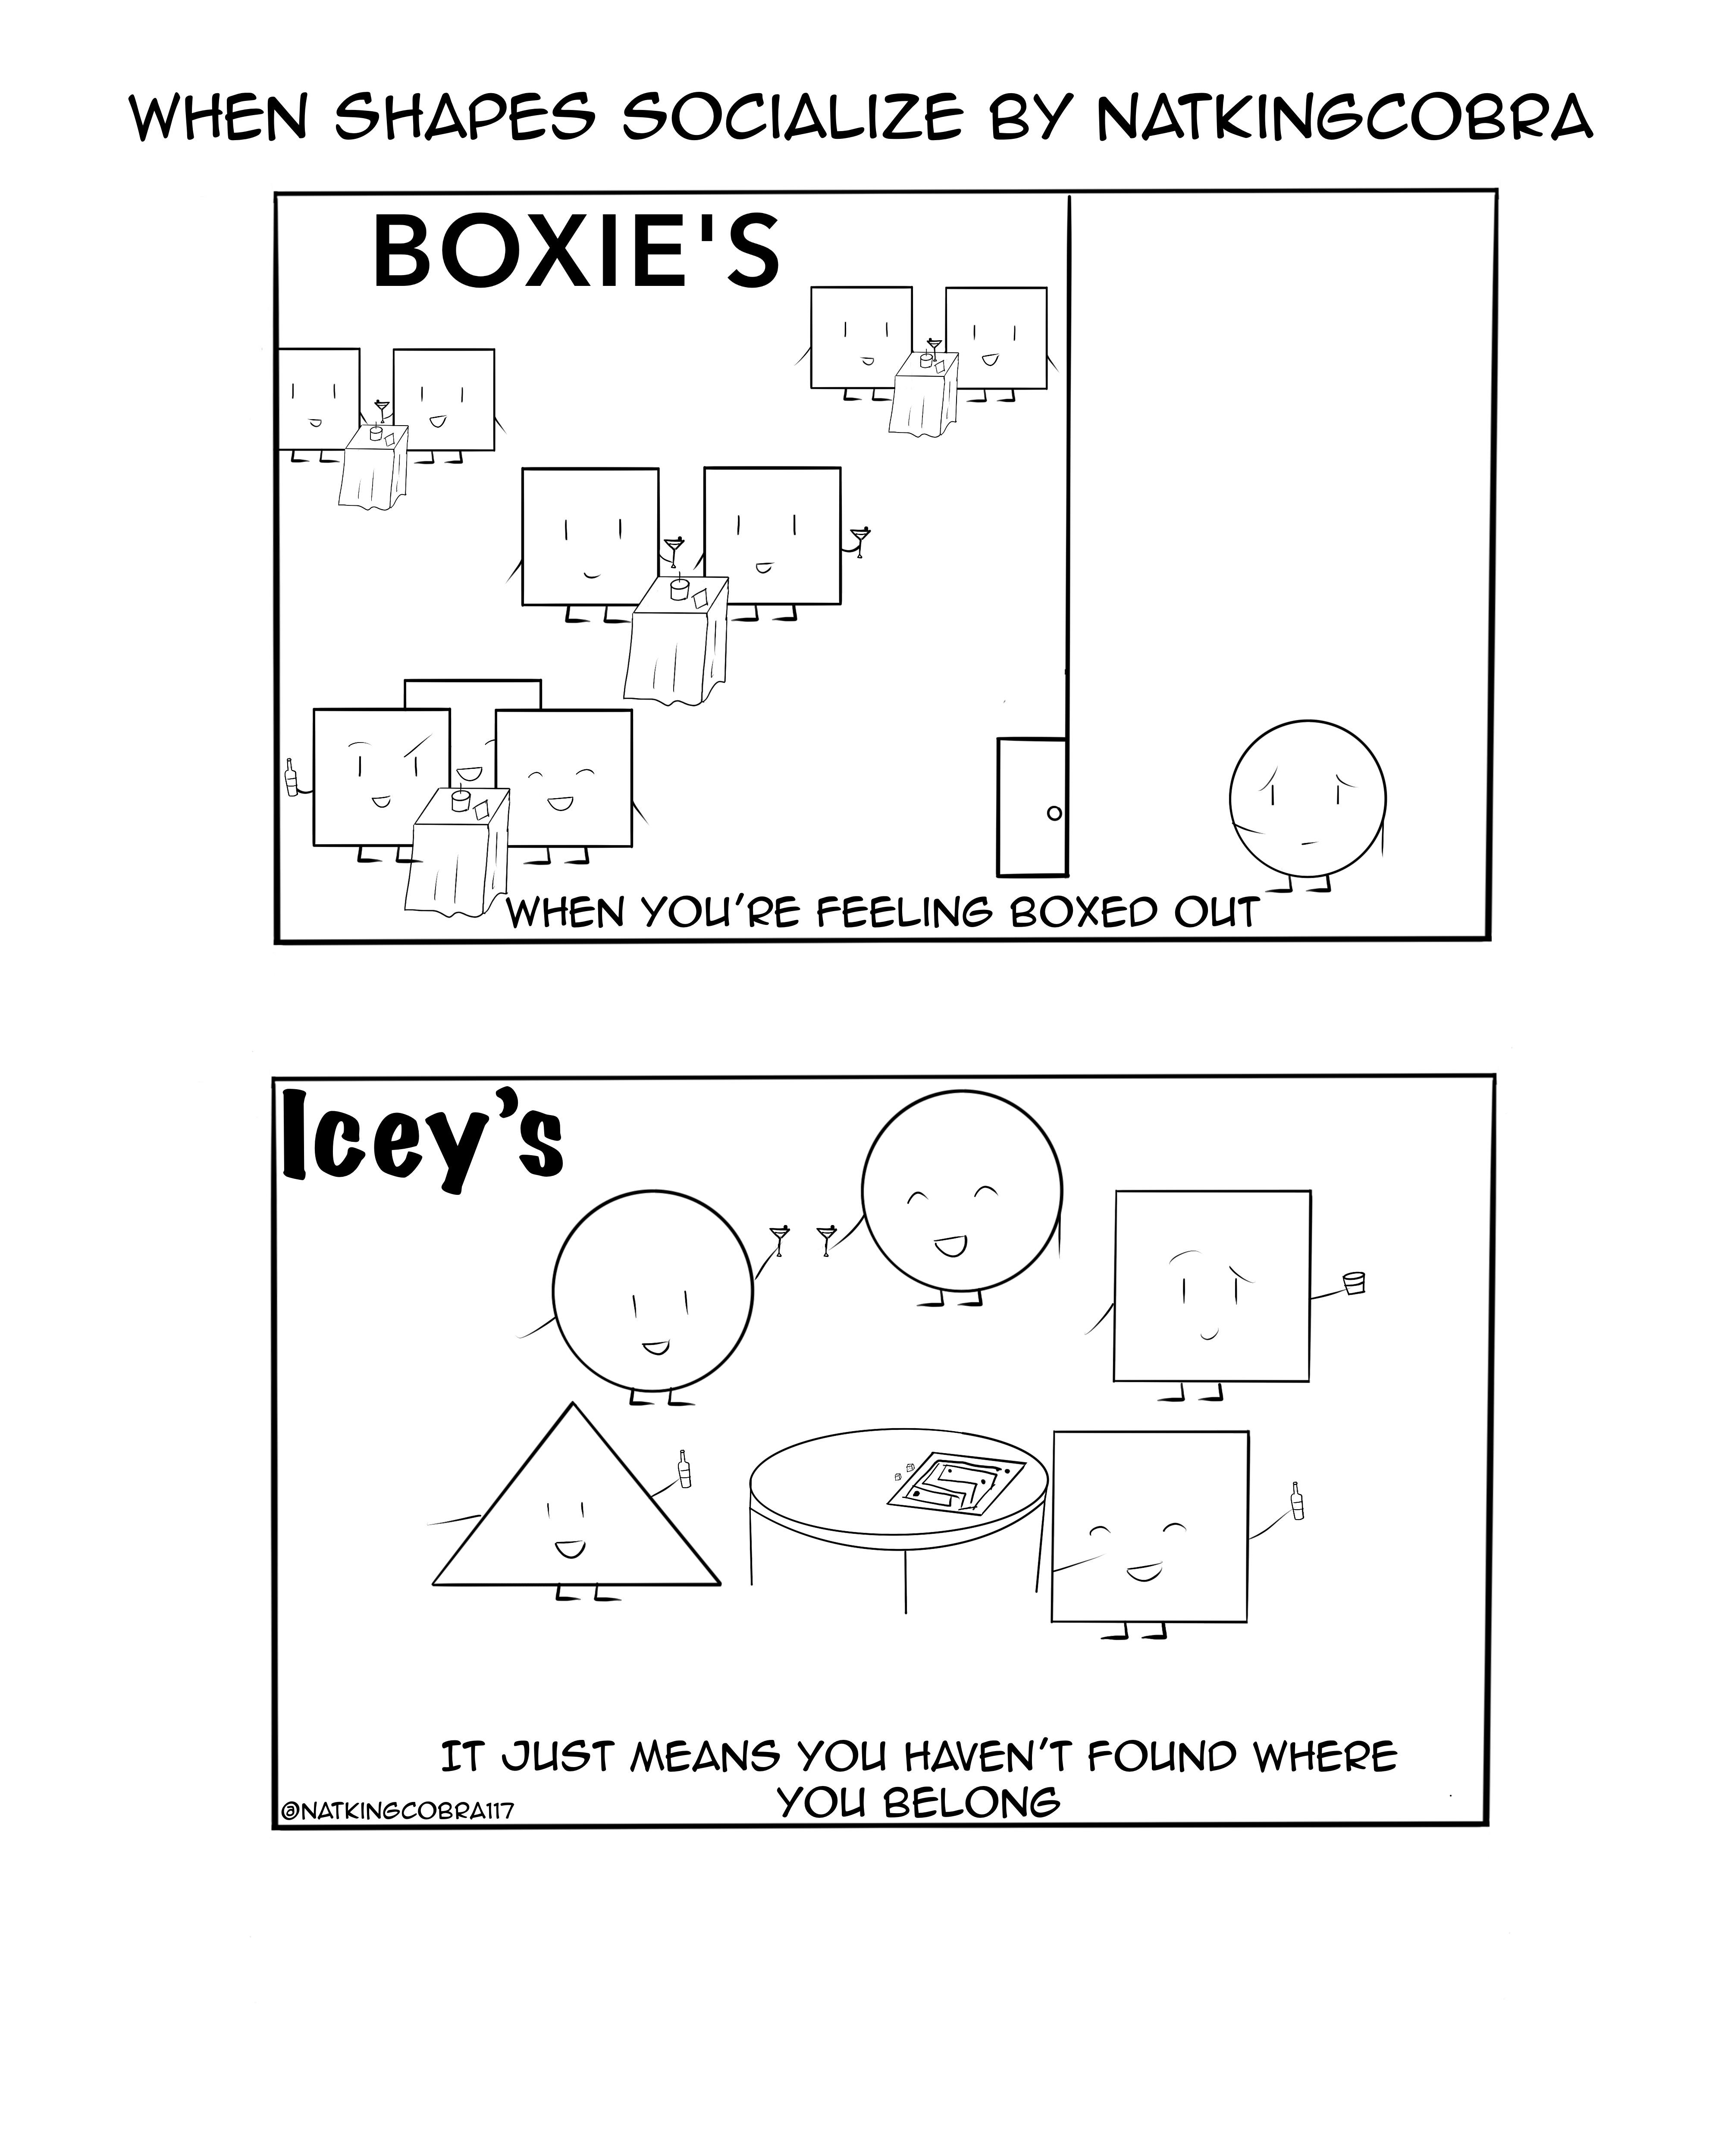 WHEN SHAPES SOCIALIZE BY NATKINGCOBRA
BOXIE'S
WHEN YOU'RE FEELING BOXED OUT
Icey's
IT JUST MEANS YOU HAVEN'T FOUND WHERE
YOU BELONG
@NATKINGCOBRA117